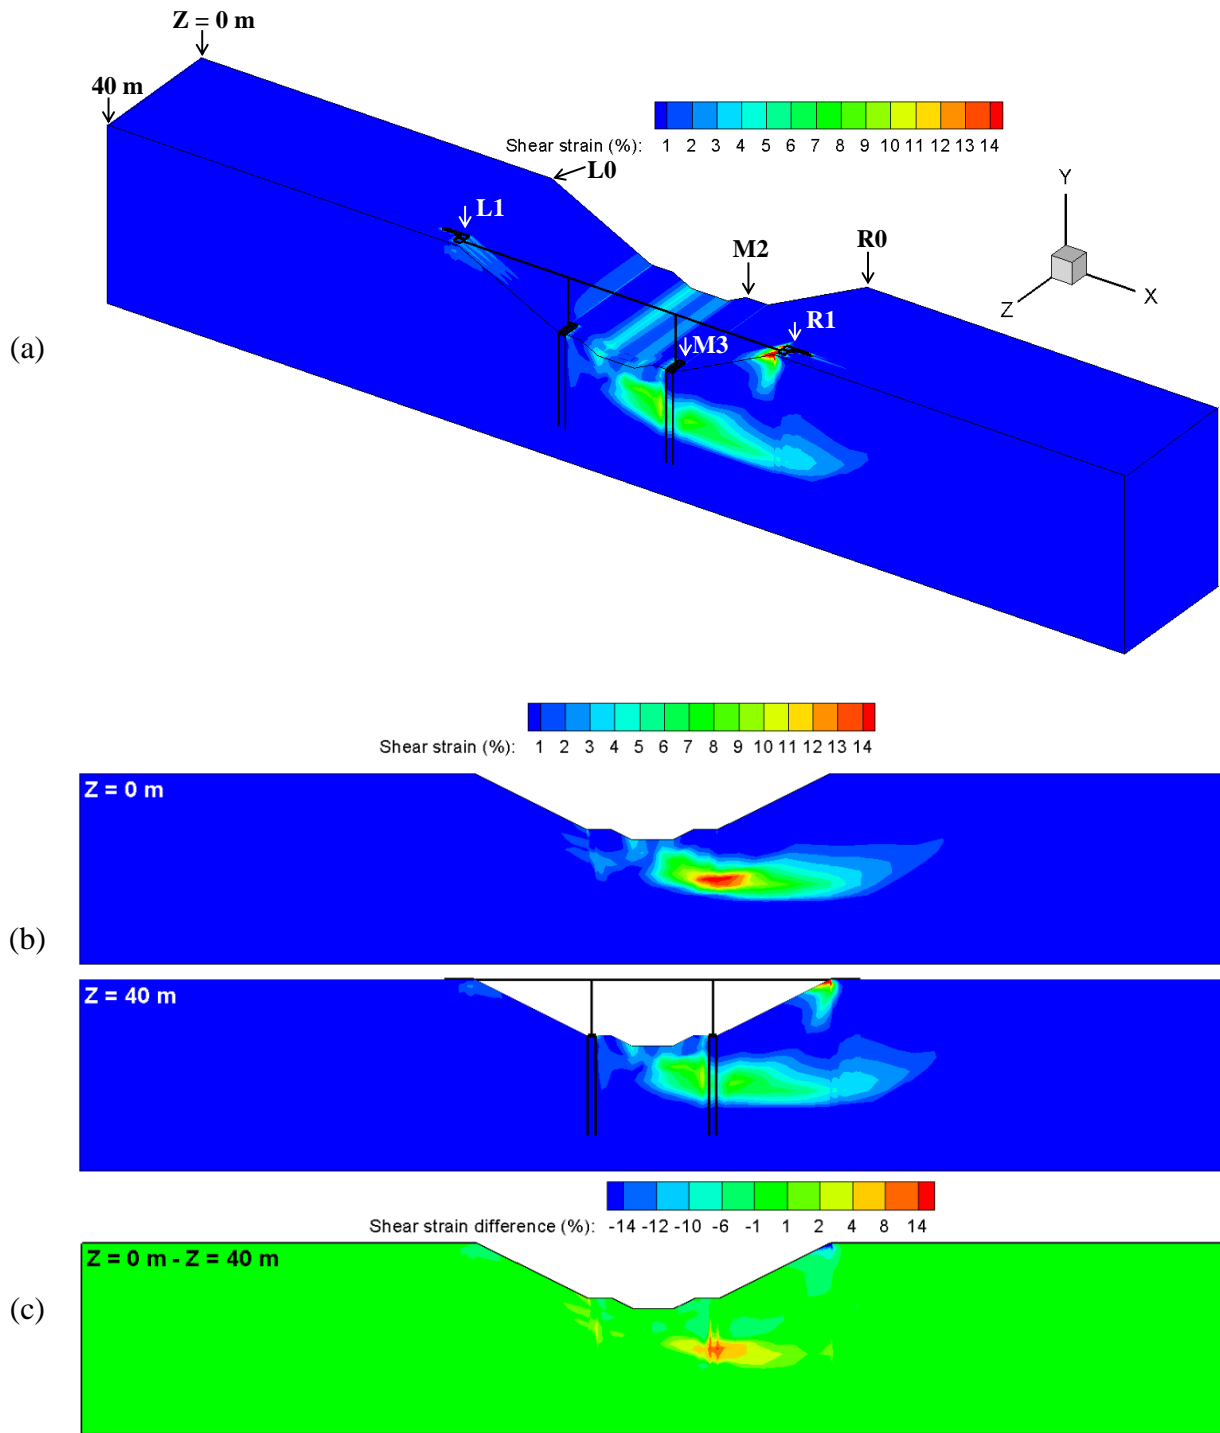 Z = 0 m
40 m
Shear strain (%): 1 2 3 4 5 6 7 8 9 10 11 12 13 14
L0
L1
Y
M2
R0
Z
X
R1
M3
(a)
Shear strain (%): 1 2 3 4 5 6 7 8 9 10 11 12 13 14
Z = 0 m
(b)
Z = 40 m
Shear strain difference (%): -14 -12 -10 -6 -1 1 2 4 8 14
Z = 0 m - Z = 40 m
(c)